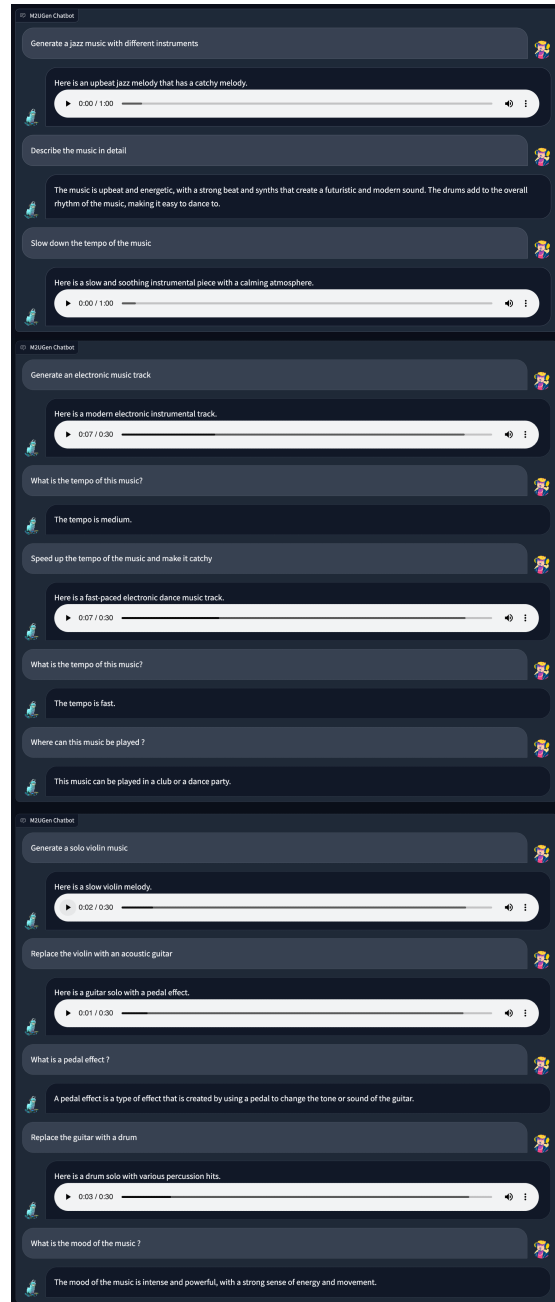 M2UGen Chatbot
Generate a jazz music with different instruments
Here is an upbeat jazz melody that has a catchy melody.
0:00 / 1:00
Describe the music in detail
The music is upbeat and energetic, with a strong beat and synths that create a futuristic and modern sound. The drums add to the overall
rhythm of the music, making it easy to dance to.
Slow down the tempo of the music
Here is a slow and soothing instrumental piece with a calming atmosphere.
0:00 / 1:00
M2UGen Chatbot
Generate an electronic music track
Here is a modern electronic instrumental track.
0:07 / 0:30
What is the tempo of this music?
The tempo is medium.
Speed up the tempo of the music and make it catchy
Here is a fast-paced electronic dance music track.
0:07 / 0:30
What is the tempo of this music?
The tempo is fast.
Where can this music be played ?
This music can be played in a club or a dance party.
M2UGen Chatbot
Generate a solo violin music
Here is a slow violin melody.
0:02 / 0:30
Replace the violin with an acoustic guitar
Here is a guitar solo with a pedal effect.
0:01 / 0:30
What is a pedal effect ?
A pedal effect is a type of effect that is created by using a pedal to change the tone or sound of the guitar.
Replace the guitar with a drum
Here is a drum solo with various percussion hits.
0:03 / 0:30
What is the mood of the music ?
The mood of the music is intense and powerful, with a strong sense of energy and movement.